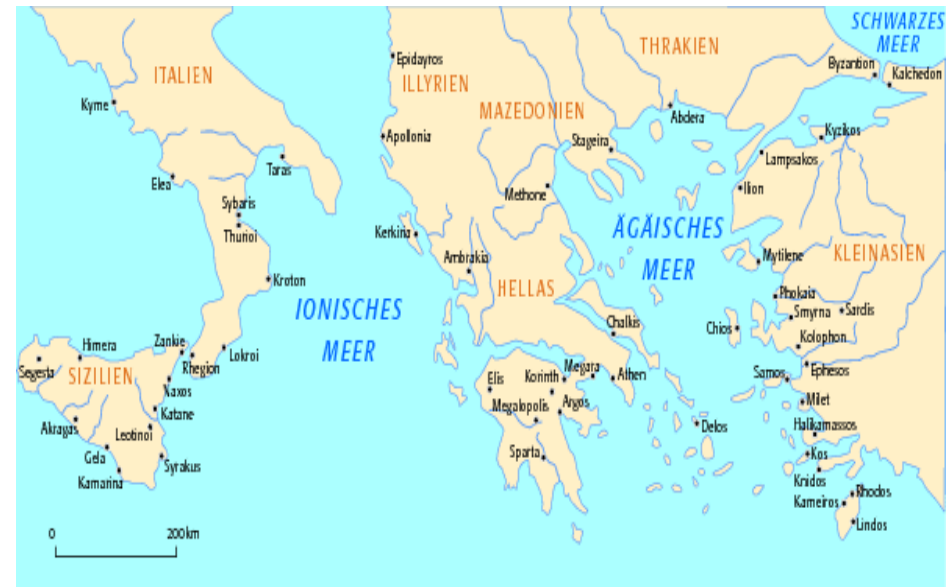 SCHWARZES
MEER
THRAKIEN
Byzantion
Kalchedon
ITALIEN
Epidayros
ILLYRIEN
MAZEDONIEN
Kyme
Abdera
Apollonia
Stageira
Kyzikos
Lampsakos
Taras
Elea
Methone
Ilion
Sybaris
Thurioi
Kerkiria
ÄGÄISCHES
MEER
Ambrakia
Mytilene
KLEINASIEN
Kroton
HELLAS
IONISCHES
MEER
Phokaia
Smyrna
Sardis
Chalkis
Chios
Kolophon
Himera
Zankie
Lokroi
Rhegion
Segesta
SIZILIEN
Megara
Korinth
Elis
Athen
Samos
Ephesos
Naxos
Megalopolis
Argos
Milet
Katane
Akragas
Leotinoi
Delos
Halikarnassos
Gela
Syrakus
Sparta
Kos
Kamarina
Knidos
Rhodos
Kameiros
Lindos
0 200km